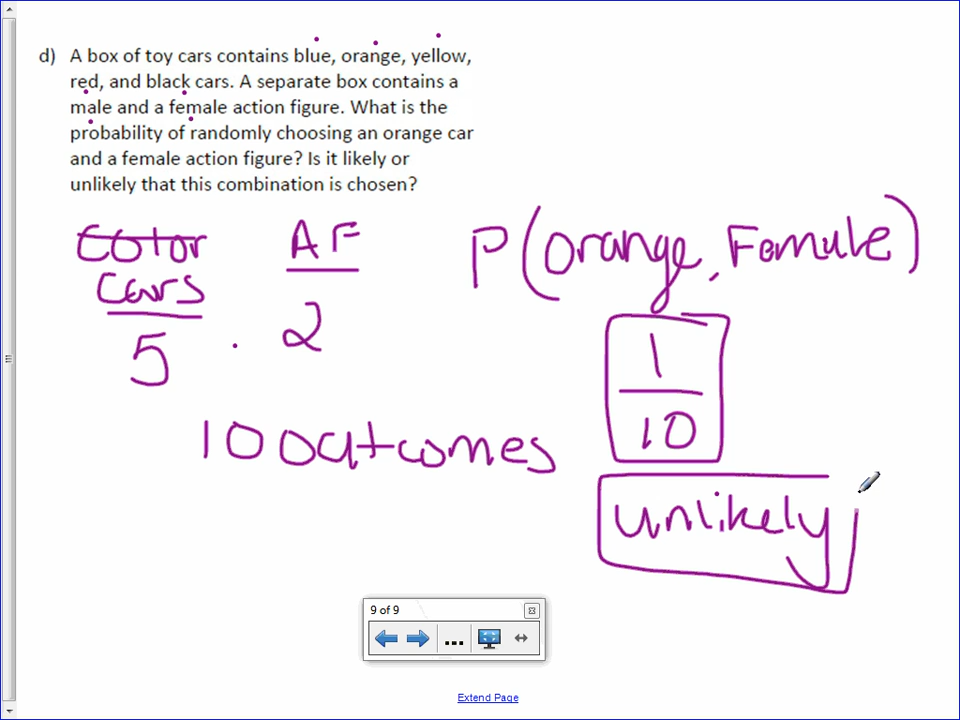 d) A box of toy cars contains blue, orange, yellow,
red, and black cars. A separate box contains a
male and a female action figure. What is the
probability of randomly choosing an orange car
and a female action figure? Is it likely or
unlikely that this combination is chosen?
Color AF P(Orange, Female)
Cars
5 · 2
1
10
10 Outcomes
unlikely
9 of 9
...
Extend Page